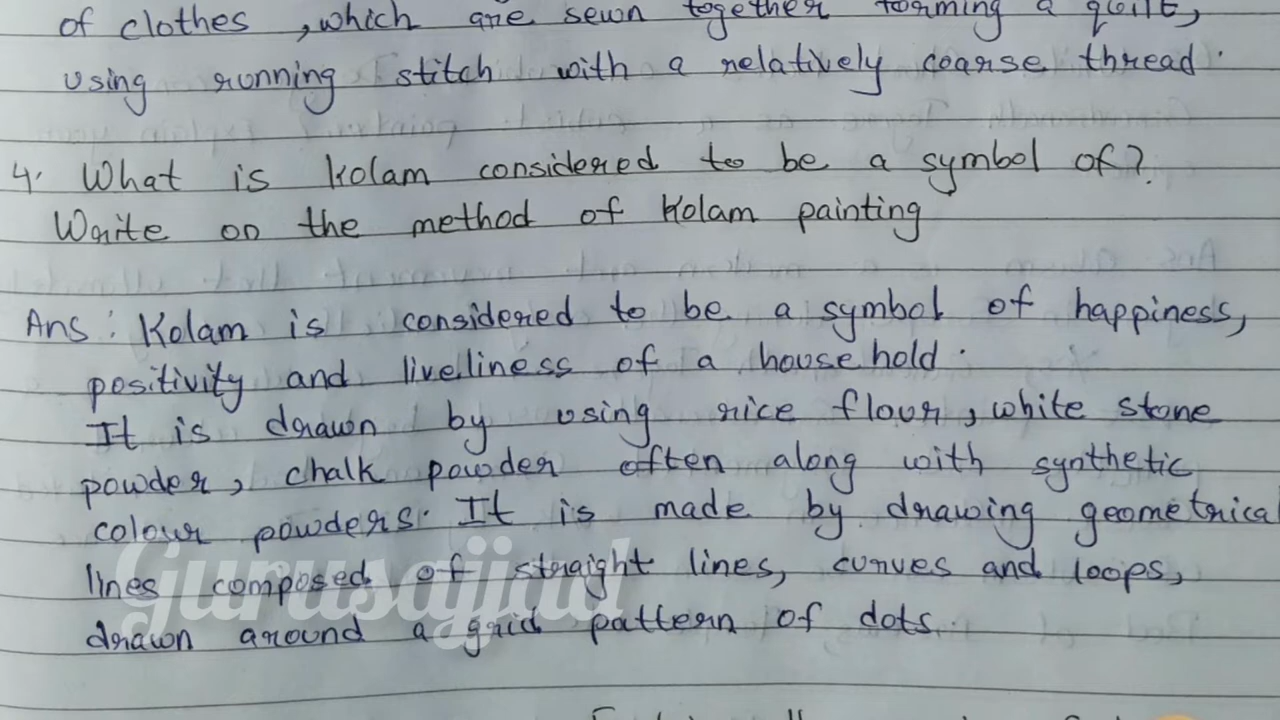 of clothes , which are sewn together forming a quilt,
using running stitch with a relatively coarse thread.
4. What is kolam considered to be a symbol of?
Write on the method of Kolam painting
Ans : Kolam is considered to be a symbol of happiness,
positivity and liveliness of a household.
It is drawn by using rice flour, white stone
powder, chalk powder often along with synthetic
colour powders. It is made by drawing geometrical
lines composed of straight lines, curves and loops,
drawn around a grid pattern of dots.
Gurusajjad